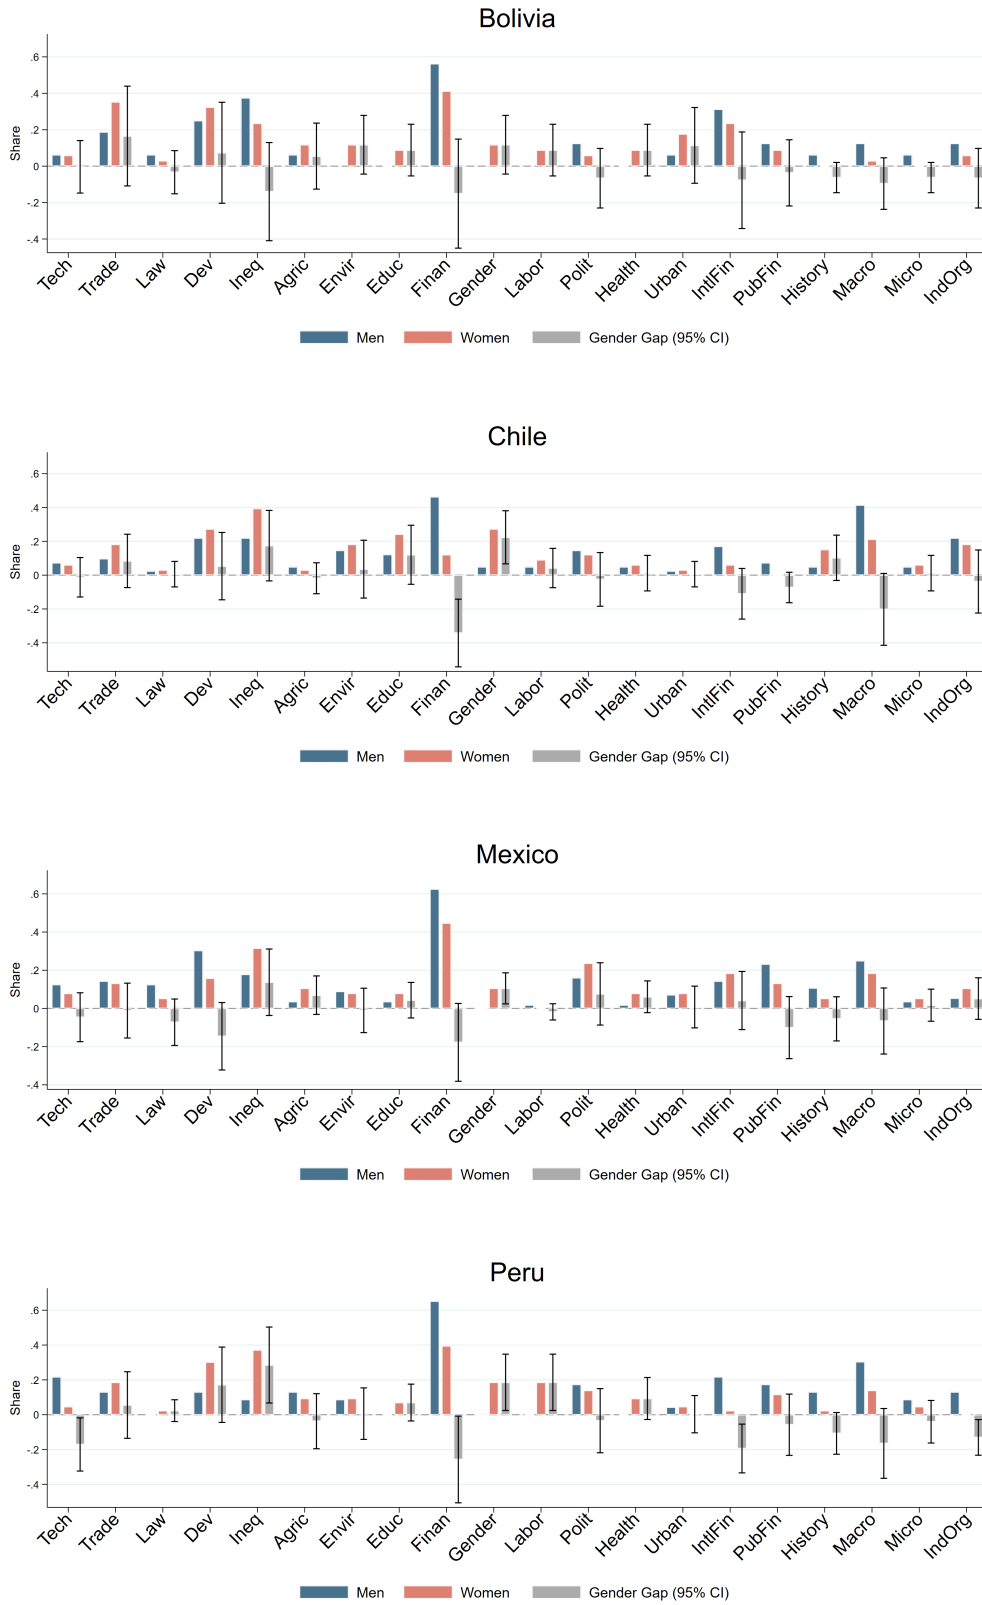 Bolivia
.6
.4
.2
0
-.2
-.4
Share
Tech Trade Law Dev Ineq Agric Envir Educ Finan Gender Labor Polit Health Urban IntlFin PubFin History Macro Micro IndOrg
Men Women Gender Gap (95% CI)
Chile
.6
.4
.2
0
-.2
-.4
Share
Tech Trade Law Dev Ineq Agric Envir Educ Finan Gender Labor Polit Health Urban IntlFin PubFin History Macro Micro IndOrg
Men Women Gender Gap (95% CI)
Mexico
.6
.4
.2
0
-.2
-.4
Share
Tech Trade Law Dev Ineq Agric Envir Educ Finan Gender Labor Polit Health Urban IntlFin PubFin History Macro Micro IndOrg
Men Women Gender Gap (95% CI)
Peru
.6
.4
.2
0
-.2
-.4
Share
Tech Trade Law Dev Ineq Agric Envir Educ Finan Gender Labor Polit Health Urban IntlFin PubFin History Macro Micro IndOrg
Men Women Gender Gap (95% CI)